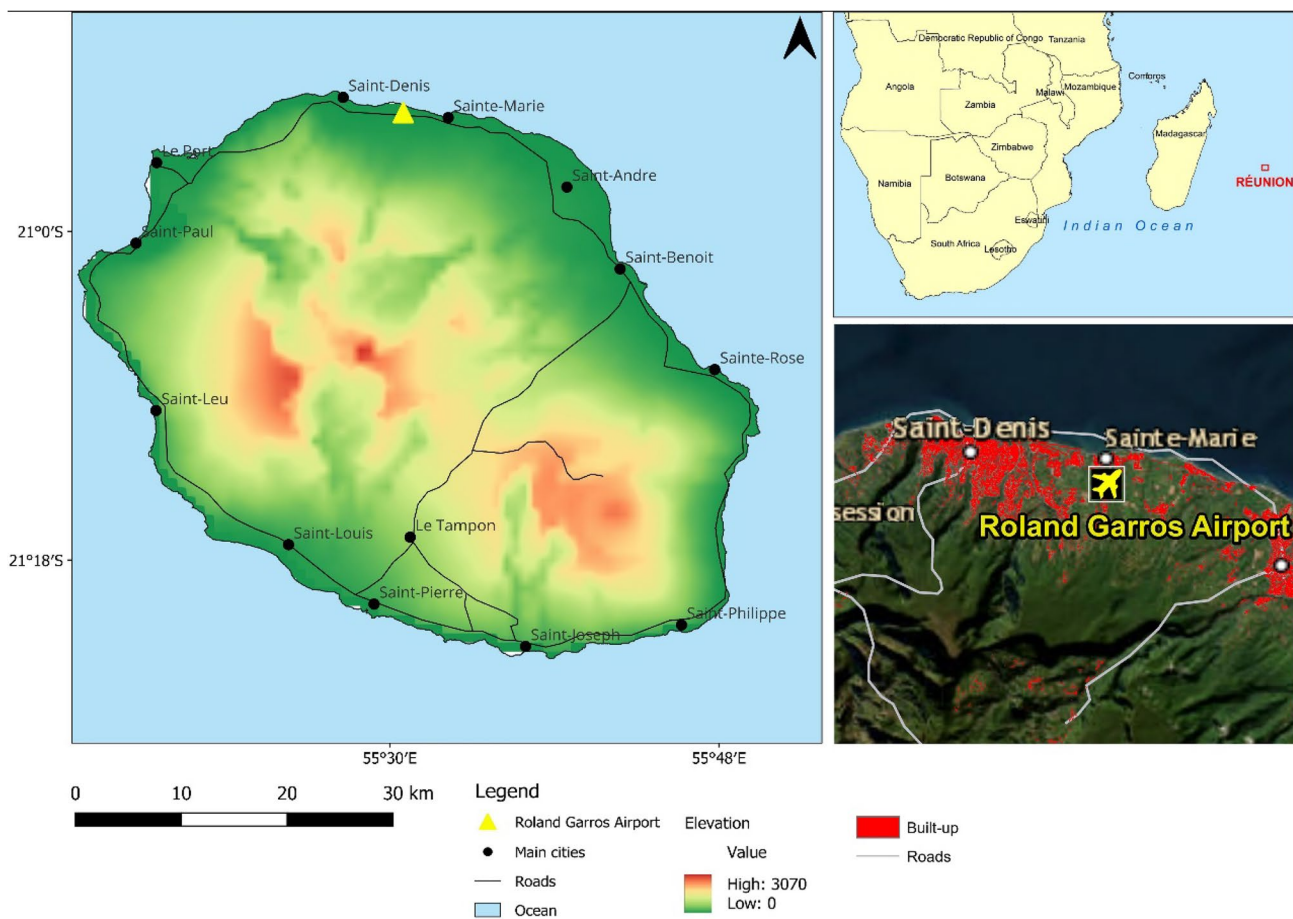 Saint-Denis
Sainte-Marie
Le Port
Saint-Andre
21°0'S
Saint-Paul
Saint-Benoit
Sainte-Rose
Saint-Leu
Le Tampon
Saint-Louis
21°18'S
Saint-Pierre
Saint-Philippe
Saint-Joseph
55°30'E
55°48'E
Democratic Republic of Congo
Tanzania
Comoros
Angola
Malawi
Mozambique
Zambia
Madagascar
Zimbabwe
Namibia
Botswana
RÉUNION
Eswatini
Indian Ocean
South Africa
Lesotho
Saint-Denis
Sainte-Marie
session
Roland Garros Airport
0 10 20 30 km
Legend
Roland Garros Airport
Main cities
Roads
Ocean
Elevation
Value
High: 3070
Low: 0
Built-up
Roads